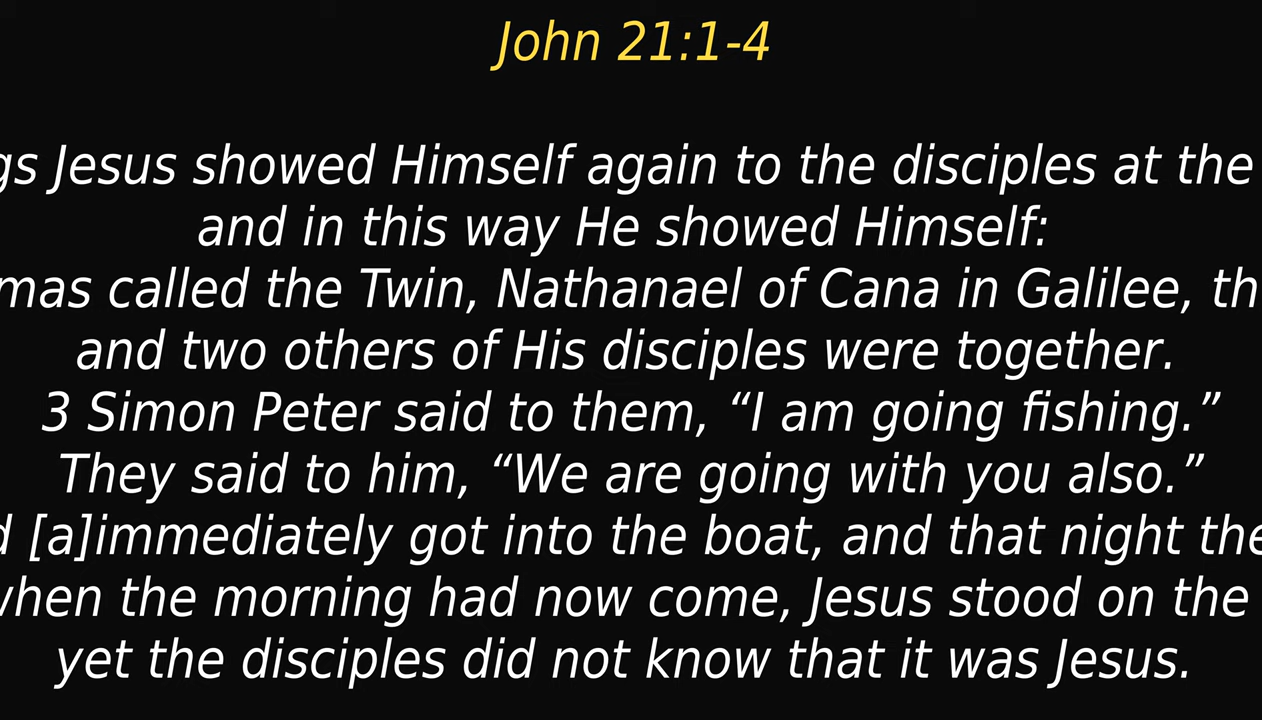 John 21:1-4
gs Jesus showed Himself again to the disciples at the
and in this way He showed Himself:
mas called the Twin, Nathanael of Cana in Galilee, th
and two others of His disciples were together.
3 Simon Peter said to them, “I am going fishing.”
They said to him, “We are going with you also.”
d [a]immediately got into the boat, and that night the
when the morning had now come, Jesus stood on the
yet the disciples did not know that it was Jesus.